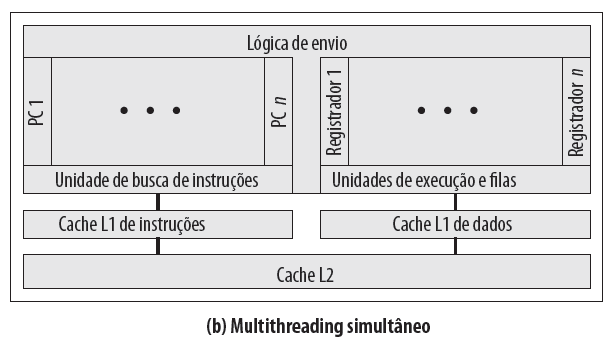 Lógica de envio
PC 1
• • •
PC n
Registrador 1
• • •
Registrador n
Unidade de busca de instruções
Unidades de execução e filas
Cache L1 de instruções
Cache L1 de dados
Cache L2
(b) Multithreading simultâneo